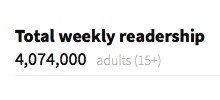 Total weekly readership
4,074,000 adults (15+)